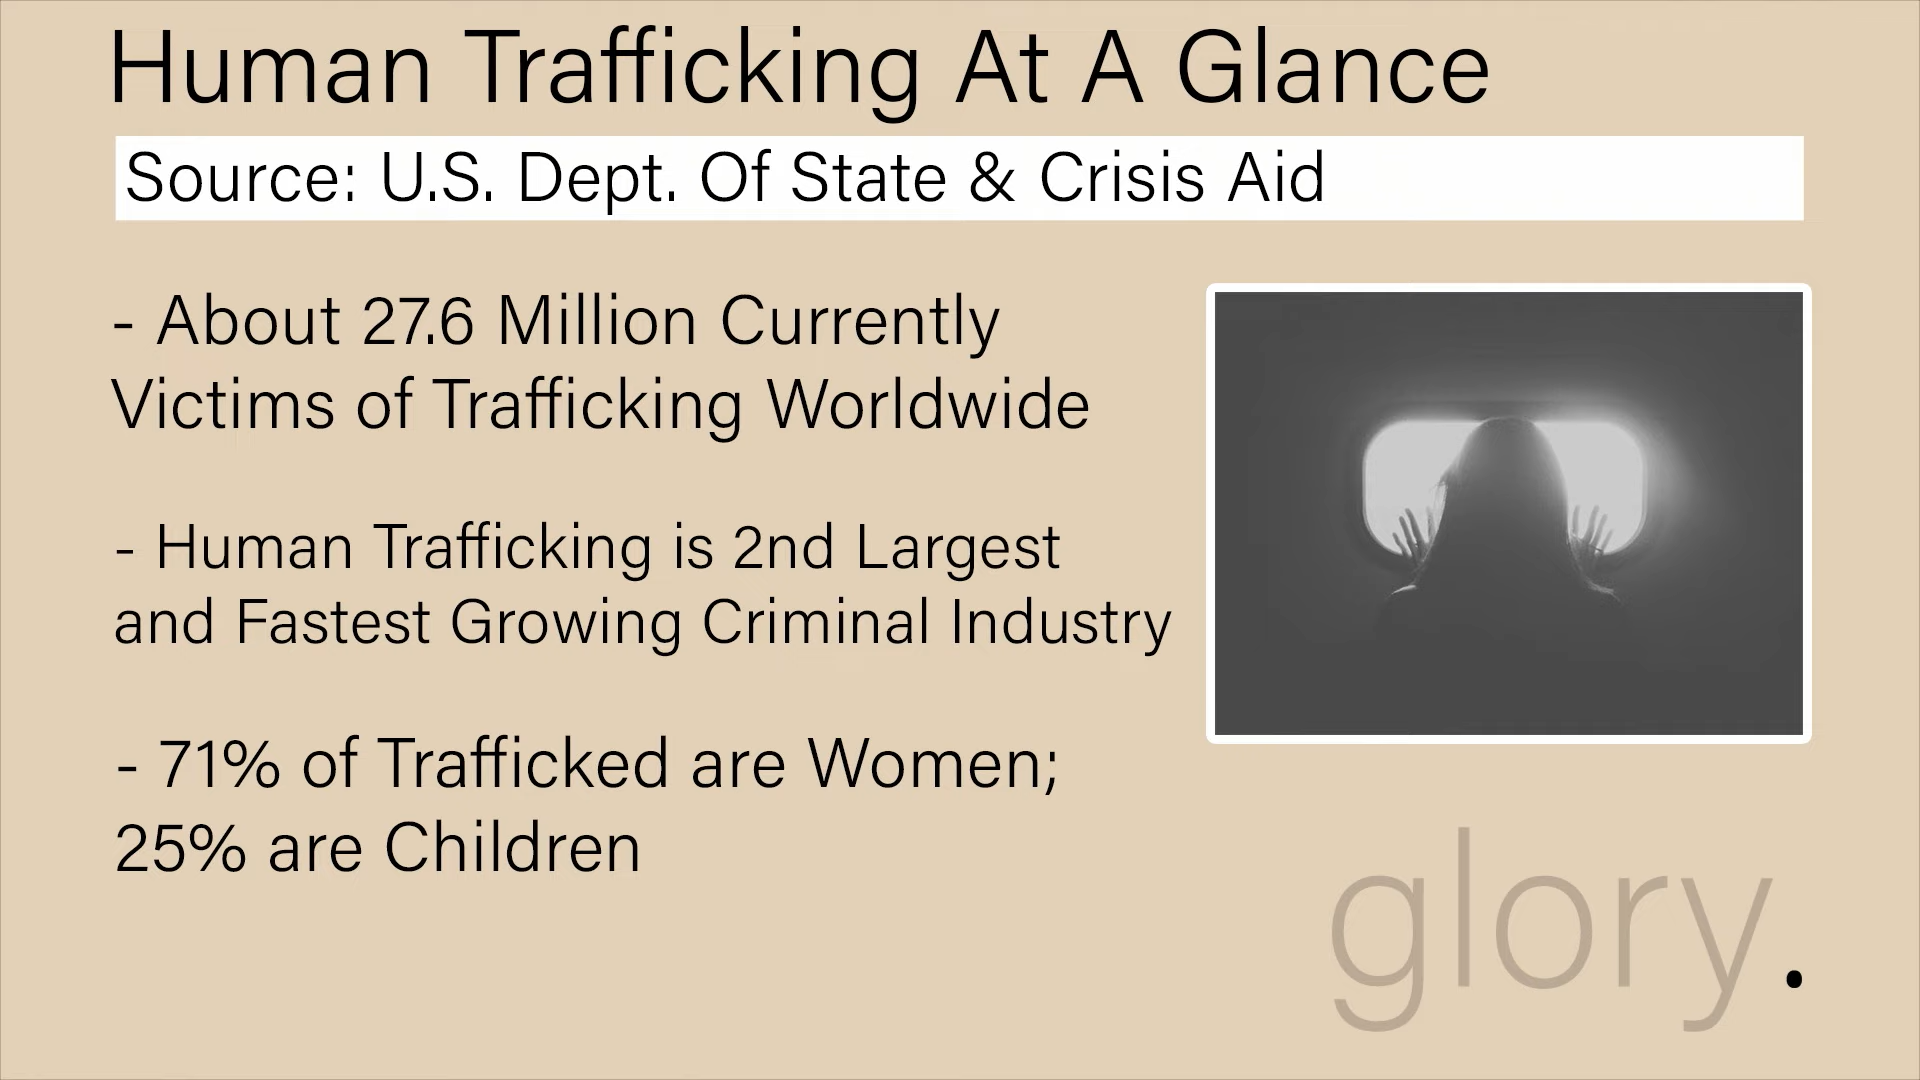 Human Trafficking At A Glance
Source: U.S. Dept. Of State & Crisis Aid
- About 27.6 Million Currently
Victims of Trafficking Worldwide
- Human Trafficking is 2nd Largest
and Fastest Growing Criminal Industry
- 71% of Trafficked are Women;
25% are Children
glory.